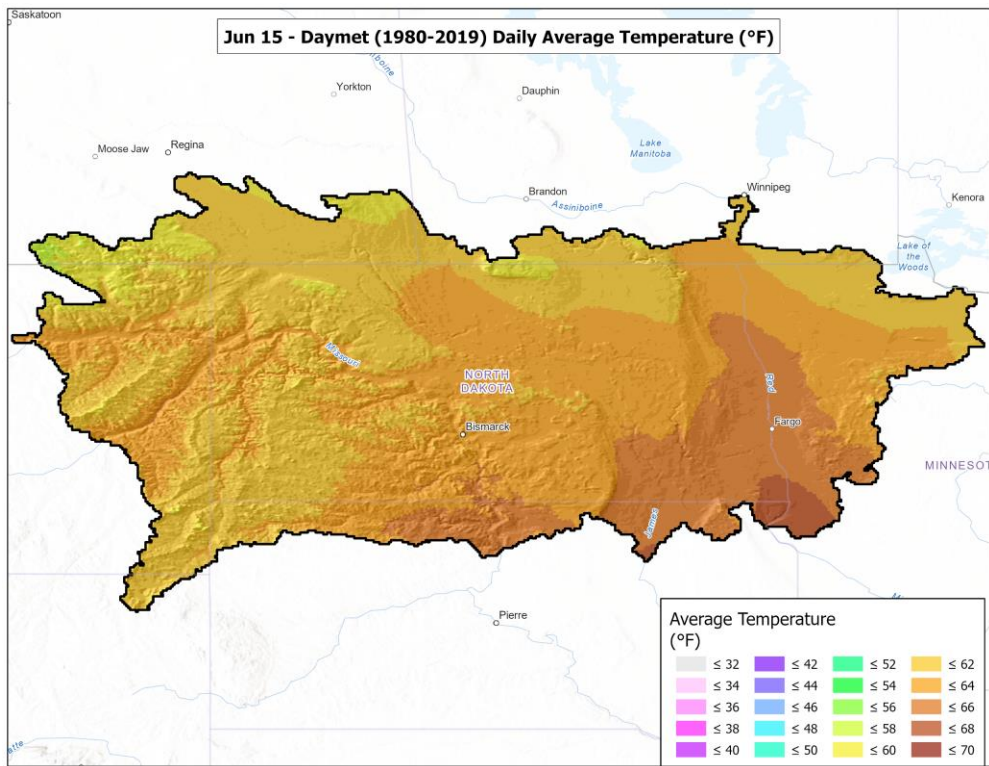 Saskatoon
Jun 15 - Daymet (1980-2019) Daily Average Temperature (°F)
Yorkton
Dauphin
Moose Jaw
Regina
Lake
Manitoba
Brandon
Assiniboine
Winnipeg
Kenora
Lake of
the
Woods
Missouri
NORTH
DAKOTA
Red
Bismarck
Fargo
MINNESOT
James
Pierre
Average Temperature
(°F)
≤ 32 ≤ 42 ≤ 52 ≤ 62
≤ 34 ≤ 44 ≤ 54 ≤ 64
≤ 36 ≤ 46 ≤ 56 ≤ 66
≤ 38 ≤ 48 ≤ 58 ≤ 68
≤ 40 ≤ 50 ≤ 60 ≤ 70